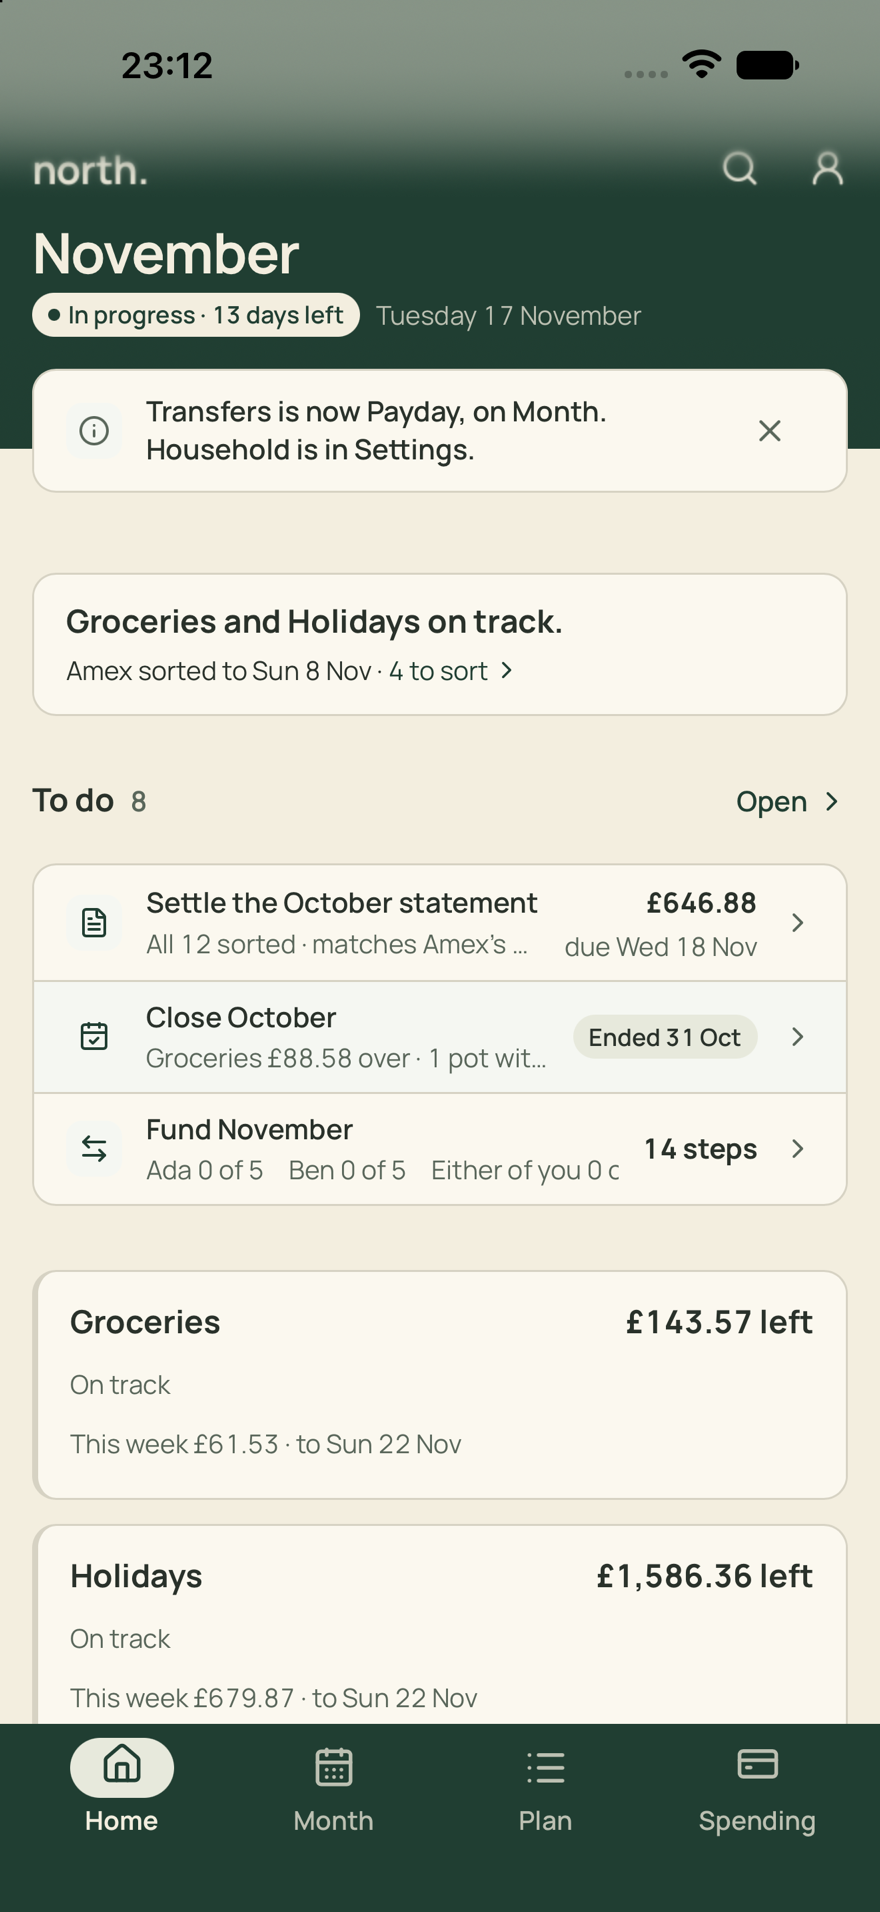 23:12
north.
November
In progress · 13 days left
Tuesday 17 November
Transfers is now Payday, on Month.
Household is in Settings.
Groceries and Holidays on track.
Amex sorted to Sun 8 Nov · 4 to sort
To do 8
Open
Settle the October statement
£646.88
All 12 sorted · matches Amex’s ...
due Wed 18 Nov
Close October
Groceries £88.58 over · 1 pot wit...
Ended 31 Oct
Fund November
Ada 0 of 5 Ben 0 of 5 Either of you 0
14 steps
Groceries
£143.57 left
On track
This week £61.53 · to Sun 22 Nov
Holidays
£1,586.36 left
On track
This week £679.87 · to Sun 22 Nov
Home
Month
Plan
Spending